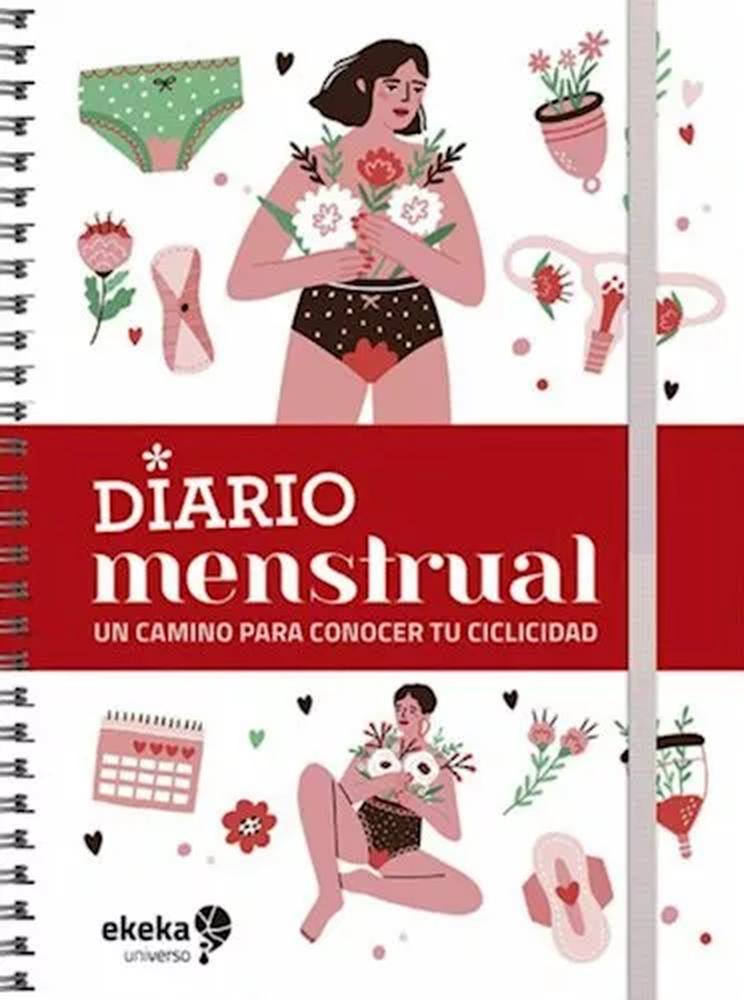 DIARIO
menstrual
UN CAMINO PARA CONOCER TU CICLICIDAD
ekeka
universo